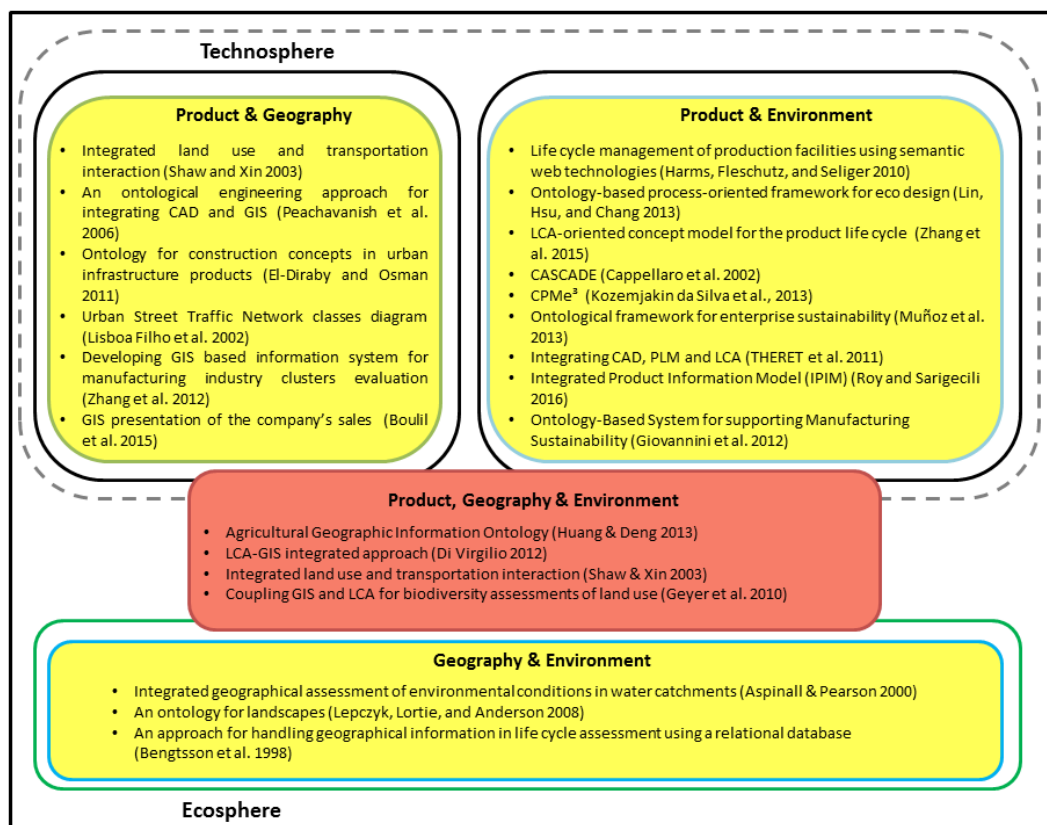 Technosphere
Product & Geography
• Integrated land use and transportation
interaction (Shaw and Xin 2003)
• An ontological engineering approach for
integrating CAD and GIS (Peachavanish et al.
2006)
• Ontology for construction concepts in urban
infrastructure products (El-Diraby and Osman
2011)
• Urban Street Traffic Network classes diagram
(Lisboa Filho et al. 2002)
• Developing GIS based information system for
manufacturing industry clusters evaluation
(Zhang et al. 2012)
• GIS presentation of the company’s sales (Boulil
et al. 2015)
Product & Environment
• Life cycle management of production facilities using semantic
web technologies (Harms, Fleschutz, and Seliger 2010)
• Ontology-based process-oriented framework for eco design (Lin,
Hsu, and Chang 2013)
• LCA-oriented concept model for the product life cycle (Zhang et
al. 2015)
• CASCADE (Cappellaro et al. 2002)
• CPMe³ (Kozemjakin da Silva et al., 2013)
• Ontological framework for enterprise sustainability (Muñoz et al.
2013)
• Integrating CAD, PLM and LCA (THERET et al. 2011)
• Integrated Product Information Model (IPIM) (Roy and Sarigecili
2016)
• Ontology-Based System for supporting Manufacturing
Sustainability (Giovannini et al. 2012)
Product, Geography & Environment
• Agricultural Geographic Information Ontology (Huang & Deng 2013)
• LCA-GIS integrated approach (Di Virgilio 2012)
• Integrated land use and transportation interaction (Shaw & Xin 2003)
• Coupling GIS and LCA for biodiversity assessments of land use (Geyer et al. 2010)
Geography & Environment
• Integrated geographical assessment of environmental conditions in water catchments (Aspinall & Pearson 2000)
• An ontology for landscapes (Lepczyk, Lortie, and Anderson 2008)
• An approach for handling geographical information in life cycle assessment using a relational database
(Bengtsson et al. 1998)
Ecosphere